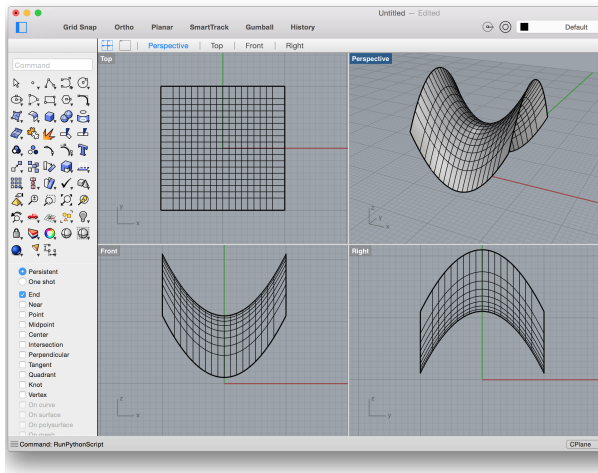 Untitled — Edited
Grid Snap Ortho Planar SmartTrack Gumball History Default
Perspective | Top | Front | Right
Command
Top
Perspective
Front
Right
y
x
z
y
x
z
x
z
y
Persistent
One shot
End
Near
Point
Midpoint
Center
Intersection
Perpendicular
Tangent
Quadrant
Knot
Vertex
On curve
On surface
On polysurface
On mesh
Command: RunPythonScript
CPlane